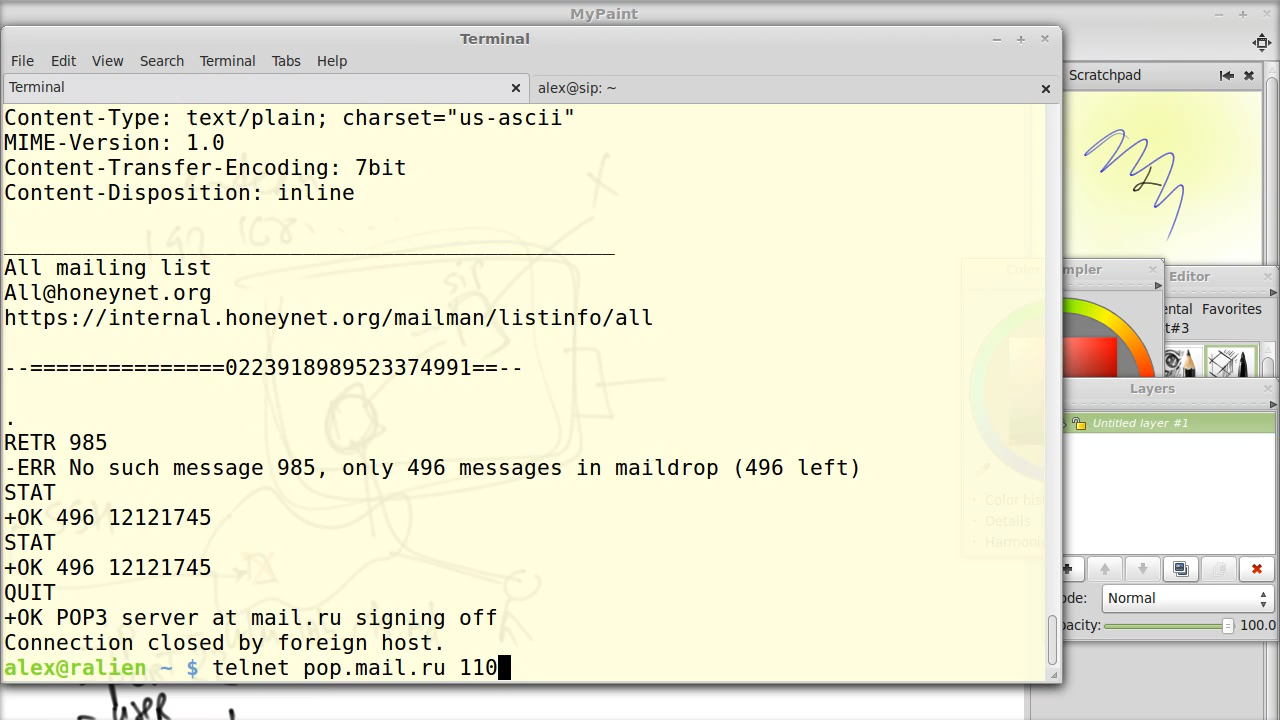 MyPaint
Terminal
File Edit View Search Terminal Tabs Help
Terminal
alex@sip: ~
Content-Type: text/plain; charset="us-ascii"
MIME-Version: 1.0
Content-Transfer-Encoding: 7bit
Content-Disposition: inline
_______________________________________________
All mailing list
All@honeynet.org
https://internal.honeynet.org/mailman/listinfo/all
--===============0223918989523374991==--
.
RETR 985
-ERR No such message 985, only 496 messages in maildrop (496 left)
STAT
+OK 496 12121745
STAT
+OK 496 12121745
QUIT
+OK POP3 server at mail.ru signing off
Connection closed by foreign host.
alex@ralien ~ $ telnet pop.mail.ru 110
Scratchpad
Editor
Favorites
Layers
Untitled layer #1
Normal
100.0